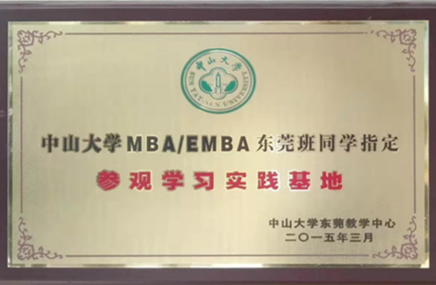 中山大学
SUN YAT-SEN UNIVERSITY
中山大学MBA/EMBA东莞班同学指定
参观学习实践基地
中山大学东莞教学中心
二〇一五年三月